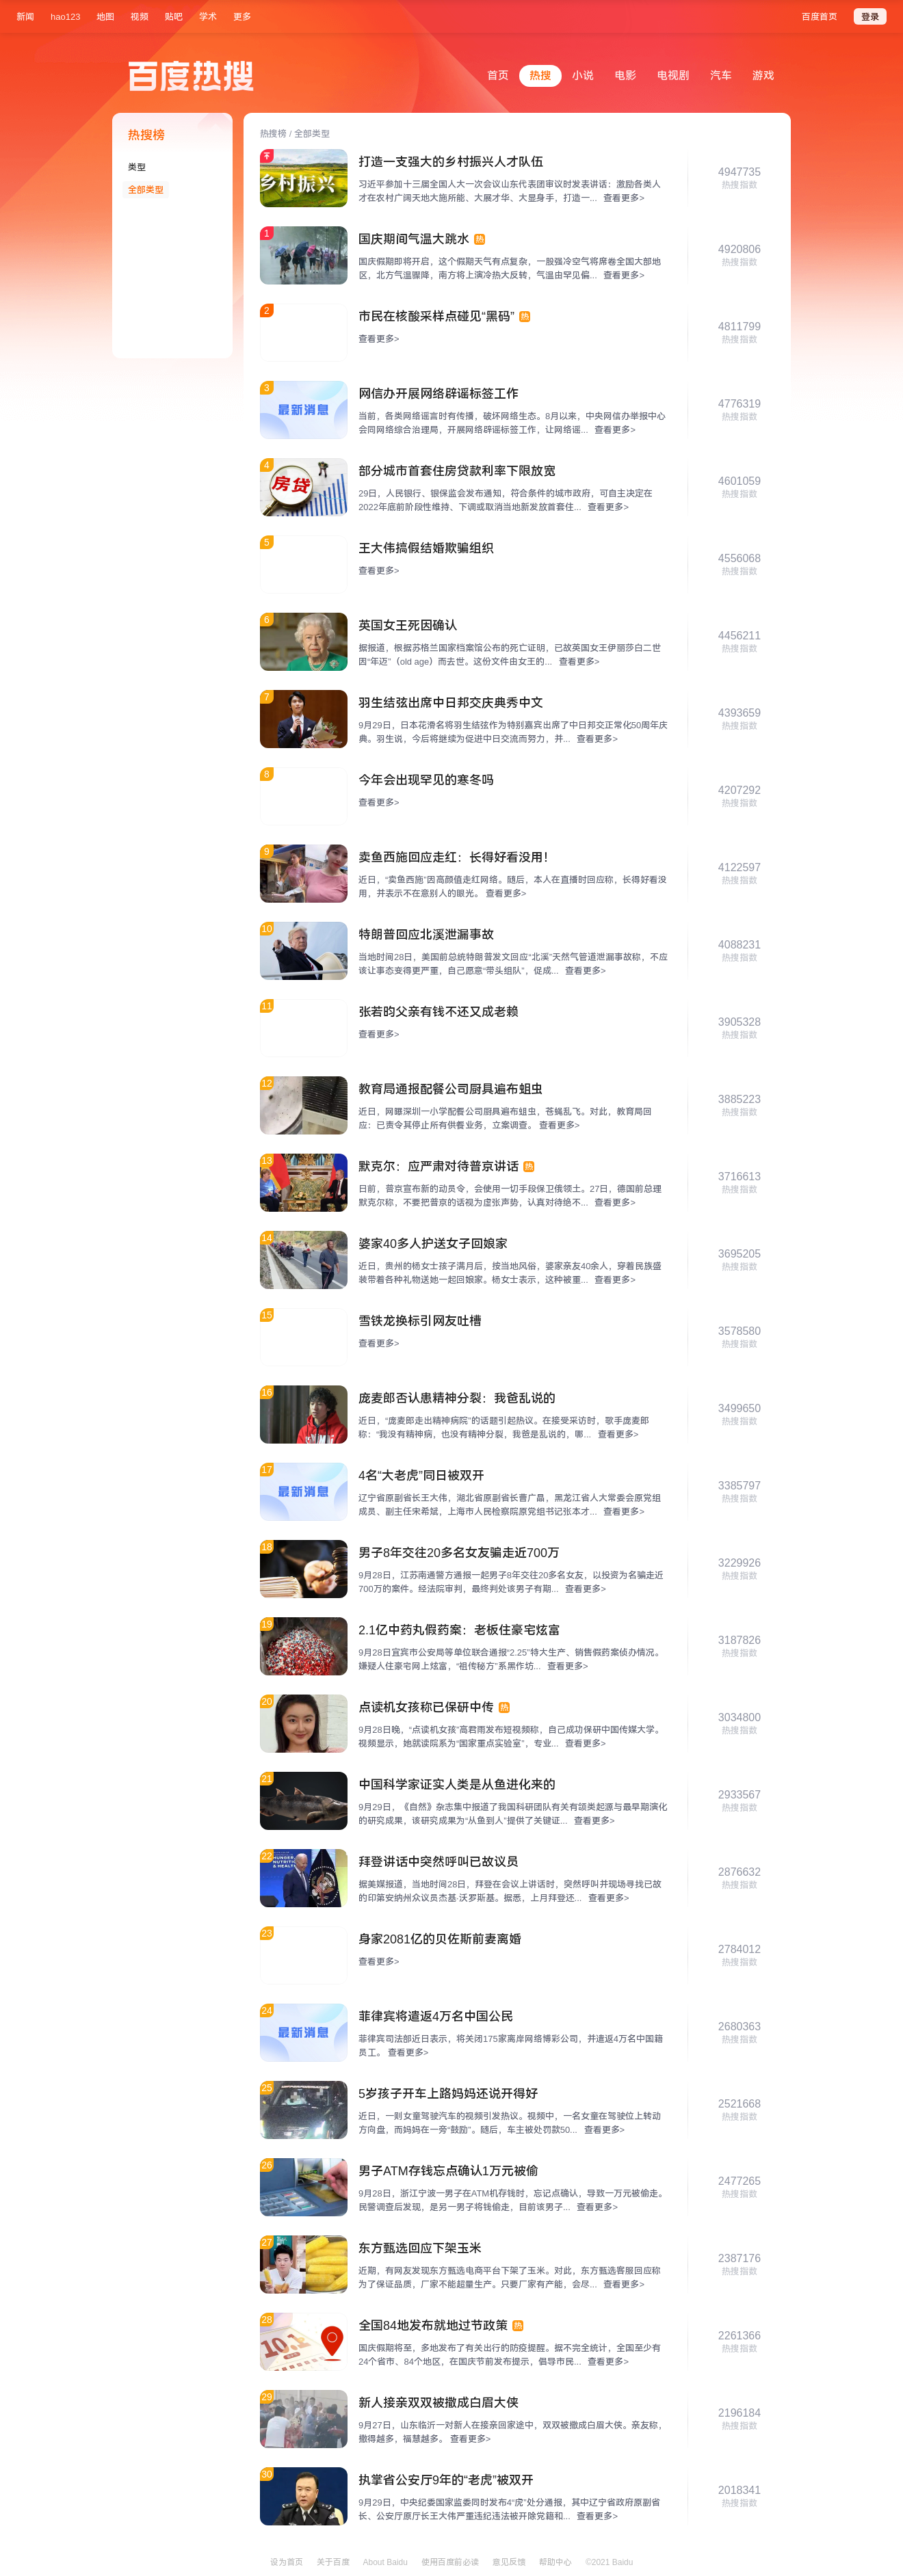 新闻 hao123 地图 视频 贴吧 学术 更多 百度首页 登录
百度热搜 首页 热搜 小说 电影 电视剧 汽车 游戏
热搜榜
类型
全部类型
热搜榜 / 全部类型
乡村振兴
打造一支强大的乡村振兴人才队伍
习近平参加十三届全国人大一次会议山东代表团审议时发表讲话：激励各类人
才在农村广阔天地大施所能、大展才华、大显身手，打造一... 查看更多>
4947735
热搜指数
1
国庆期间气温大跳水 热
国庆假期即将开启，这个假期天气有点复杂，一股强冷空气将席卷全国大部地
区，北方气温骤降，南方将上演冷热大反转，气温由罕见偏... 查看更多>
4920806
热搜指数
2
市民在核酸采样点碰见“黑码” 热
查看更多>
4811799
热搜指数
3
最新消息
网信办开展网络辟谣标签工作
当前，各类网络谣言时有传播，破坏网络生态。8月以来，中央网信办举报中心
会同网络综合治理局，开展网络辟谣标签工作，让网络谣... 查看更多>
4776319
热搜指数
4
房贷
部分城市首套住房贷款利率下限放宽
29日，人民银行、银保监会发布通知，符合条件的城市政府，可自主决定在
2022年底前阶段性维持、下调或取消当地新发放首套住... 查看更多>
4601059
热搜指数
5
王大伟搞假结婚欺骗组织
查看更多>
4556068
热搜指数
6
英国女王死因确认
据报道，根据苏格兰国家档案馆公布的死亡证明，已故英国女王伊丽莎白二世
因“年迈”（old age）而去世。这份文件由女王的... 查看更多>
4456211
热搜指数
7
羽生结弦出席中日邦交庆典秀中文
9月29日，日本花滑名将羽生结弦作为特别嘉宾出席了中日邦交正常化50周年庆
典。羽生说，今后将继续为促进中日交流而努力，并... 查看更多>
4393659
热搜指数
8
今年会出现罕见的寒冬吗
查看更多>
4207292
热搜指数
9
卖鱼西施回应走红：长得好看没用！
近日，“卖鱼西施”因高颜值走红网络。随后，本人在直播时回应称，长得好看没
用，并表示不在意别人的眼光。 查看更多>
4122597
热搜指数
10
特朗普回应北溪泄漏事故
当地时间28日，美国前总统特朗普发文回应“北溪”天然气管道泄漏事故称，不应
该让事态变得更严重，自己愿意“带头组队”，促成... 查看更多>
4088231
热搜指数
11
张若昀父亲有钱不还又成老赖
查看更多>
3905328
热搜指数
12
教育局通报配餐公司厨具遍布蛆虫
近日，网曝深圳一小学配餐公司厨具遍布蛆虫，苍蝇乱飞。对此，教育局回
应：已责令其停止所有供餐业务，立案调查。 查看更多>
3885223
热搜指数
13
默克尔：应严肃对待普京讲话 热
日前，普京宣布新的动员令，会使用一切手段保卫俄领土。27日，德国前总理
默克尔称，不要把普京的话视为虚张声势，认真对待绝不... 查看更多>
3716613
热搜指数
14
婆家40多人护送女子回娘家
近日，贵州的杨女士孩子满月后，按当地风俗，婆家亲友40余人，穿着民族盛
装带着各种礼物送她一起回娘家。杨女士表示，这种被重... 查看更多>
3695205
热搜指数
15
雪铁龙换标引网友吐槽
查看更多>
3578580
热搜指数
16
庞麦郎否认患精神分裂：我爸乱说的
近日，“庞麦郎走出精神病院”的话题引起热议。在接受采访时，歌手庞麦郎
称：“我没有精神病，也没有精神分裂，我爸是乱说的，哪... 查看更多>
3499650
热搜指数
17
最新消息
4名“大老虎”同日被双开
辽宁省原副省长王大伟，湖北省原副省长曹广晶，黑龙江省人大常委会原党组
成员、副主任宋希斌，上海市人民检察院原党组书记张本才... 查看更多>
3385797
热搜指数
18
男子8年交往20多名女友骗走近700万
9月28日，江苏南通警方通报一起男子8年交往20多名女友，以投资为名骗走近
700万的案件。经法院审判，最终判处该男子有期... 查看更多>
3229926
热搜指数
19
2.1亿中药丸假药案：老板住豪宅炫富
9月28日宜宾市公安局等单位联合通报“2.25”特大生产、销售假药案侦办情况。
嫌疑人住豪宅网上炫富，“祖传秘方”系黑作坊... 查看更多>
3187826
热搜指数
20
点读机女孩称已保研中传 热
9月28日晚，“点读机女孩”高君雨发布短视频称，自己成功保研中国传媒大学。
视频显示，她就读院系为“国家重点实验室”，专业... 查看更多>
3034800
热搜指数
21
中国科学家证实人类是从鱼进化来的
9月29日，《自然》杂志集中报道了我国科研团队有关有颌类起源与最早期演化
的研究成果，该研究成果为“从鱼到人”提供了关键证... 查看更多>
2933567
热搜指数
22
拜登讲话中突然呼叫已故议员
据美媒报道，当地时间28日，拜登在会议上讲话时，突然呼叫并现场寻找已故
的印第安纳州众议员杰基·沃罗斯基。据悉，上月拜登还... 查看更多>
2876632
热搜指数
23
身家2081亿的贝佐斯前妻离婚
查看更多>
2784012
热搜指数
24
最新消息
菲律宾将遣返4万名中国公民
菲律宾司法部近日表示，将关闭175家离岸网络博彩公司，并遣返4万名中国籍
员工。 查看更多>
2680363
热搜指数
25
5岁孩子开车上路妈妈还说开得好
近日，一则女童驾驶汽车的视频引发热议。视频中，一名女童在驾驶位上转动
方向盘，而妈妈在一旁“鼓励”。随后，车主被处罚款50... 查看更多>
2521668
热搜指数
26
男子ATM存钱忘点确认1万元被偷
9月28日，浙江宁波一男子在ATM机存钱时，忘记点确认，导致一万元被偷走。
民警调查后发现，是另一男子将钱偷走，目前该男子... 查看更多>
2477265
热搜指数
27
东方甄选回应下架玉米
近期，有网友发现东方甄选电商平台下架了玉米。对此，东方甄选客服回应称
为了保证品质，厂家不能超量生产。只要厂家有产能，会尽... 查看更多>
2387176
热搜指数
28
全国84地发布就地过节政策 热
国庆假期将至，多地发布了有关出行的防疫提醒。据不完全统计，全国至少有
24个省市、84个地区，在国庆节前发布提示，倡导市民... 查看更多>
2261366
热搜指数
29
新人接亲双双被撒成白眉大侠
9月27日，山东临沂一对新人在接亲回家途中，双双被撒成白眉大侠。亲友称，
撒得越多，福慧越多。 查看更多>
2196184
热搜指数
30
执掌省公安厅9年的“老虎”被双开
9月29日，中央纪委国家监委同时发布4“虎”处分通报，其中辽宁省政府原副省
长、公安厅原厅长王大伟严重违纪违法被开除党籍和... 查看更多>
2018341
热搜指数
设为首页 关于百度 About Baidu 使用百度前必读 意见反馈 帮助中心 ©2021 Baidu